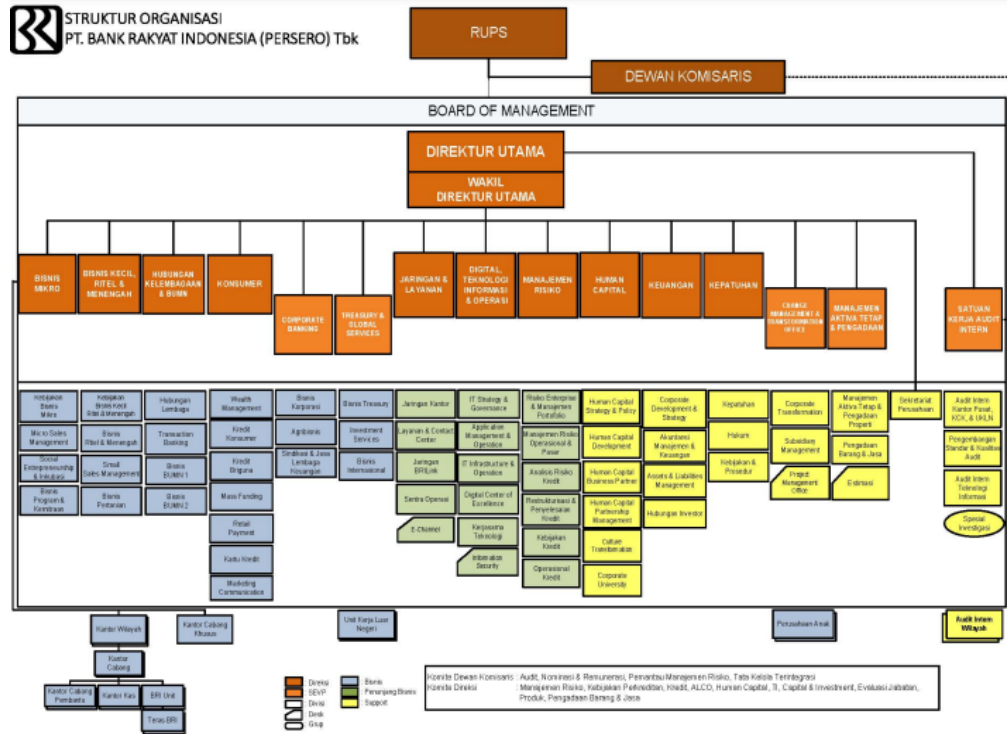 STRUKTUR ORGANISASI
PT. BANK RAKYAT INDONESIA (PERSERO) Tbk
RUPS
DEWAN KOMISARIS
BOARD OF MANAGEMENT
DIREKTUR UTAMA
WAKIL
DIREKTUR UTAMA
BISNIS
MIKRO
BISNIS KECIL,
RITEL &
MENENGAH
HUBUNGAN
KELEMBAGAAN
& BUMN
KONSUMER
CORPORATE
BANKING
TREASURY &
GLOBAL
SERVICES
JARINGAN &
LAYANAN
DIGITAL,
TEKNOLOGI
INFORMASI
& OPERASI
MANAJEMEN
RISIKO
HUMAN
CAPITAL
KEUANGAN
KEPATUHAN
CHANGE
MANAGEMENT &
TRANSFORMATION
OFFICE
MANAJEMEN
AKTIVA TETAP
& PENGADAAN
SATUAN
KERJA AUDIT
INTERN
Kebijakan
Bisnis
Mikro
Micro Sales
Management
Social
Entrepreneurship
& Inkubasi
Bisnis
Program &
Kemitraan
Kebijakan
Bisnis Kecil
Ritel & Menengah
Bisnis
Ritel & Menengah
Small
Sales Management
Bisnis
Pertanian
Hubungan
Lembaga
Transaction
Banking
Bisnis
BUMN 1
Bisnis
BUMN 2
Wealth
Management
Kredit
Konsumer
Kredit
Briguna
Mass Funding
Retail
Payment
Kartu Kredit
Marketing
Communication
Bisnis
Korporasi
Agribisnis
Sindikasi & Jasa
Lembaga
Keuangan
Bisnis Treasury
Investment
Services
Bisnis
Internasional
Jaringan Kantor
Layanan & Contact
Center
Jaringan
BRILink
Sentra Operasi
E-Channel
IT Strategy &
Governance
Application
Management &
Operation
IT Infrastructure &
Operation
Digital Center of
Excellence
Kerjasama
Teknologi
Information
Security
Risiko Enterprise
& Manajemen
Portofolio
Manajemen Risiko
Operasional &
Pasar
Analisis Risiko
Kredit
Restrukturisasi &
Penyelesaian
Kredit
Kebijakan
Kredit
Operasional
Kredit
Human Capital
Strategy & Policy
Human Capital
Development
Human Capital
Business Partner
Human Capital
Partnership
Management
Culture
Transformation
Corporate
University
Corporate
Development &
Strategy
Akuntansi
Manajemen &
Keuangan
Assets & Liabilities
Management
Hubungan Investor
Kepatuhan
Hukum
Kebijakan &
Prosedur
Corporate
Transformation
Subsidiary
Management
Project
Management
Office
Manajemen
Aktiva Tetap &
Pengadaan
Properti
Pengadaan
Barang & Jasa
Estimasi
Sekretariat
Perusahaan
Audit Intern
Kantor Pusat,
KCK, & UKLN
Pengembangan
Standar & Kualitas
Audit
Audit Intern
Teknologi
Informasi
Spesial
Investigasi
Kantor Wilayah
Kantor Cabang
Khusus
Unit Kerja Luar
Negeri
Perusahaan Anak
Audit Intern
Wilayah
Kantor
Cabang
Kantor Cabang
Pembantu
Kantor Kas
BRI Unit
Teras BRI
: Direksi
: SEVP
: Divisi
: Desk
: Grup
: Bisnis
: Penunjang Bisnis
: Support
Komite Dewan Komisaris : Audit, Nominasi & Remunerasi, Pemantau Manajemen Risiko, Tata Kelola Terintegrasi
Komite Direksi : Manajemen Risiko, Kebijakan Perkreditan, Kredit, ALCO, Human Capital, TI, Capital & Investment, Evaluasi Jabatan,
Produk, Pengadaan Barang & Jasa